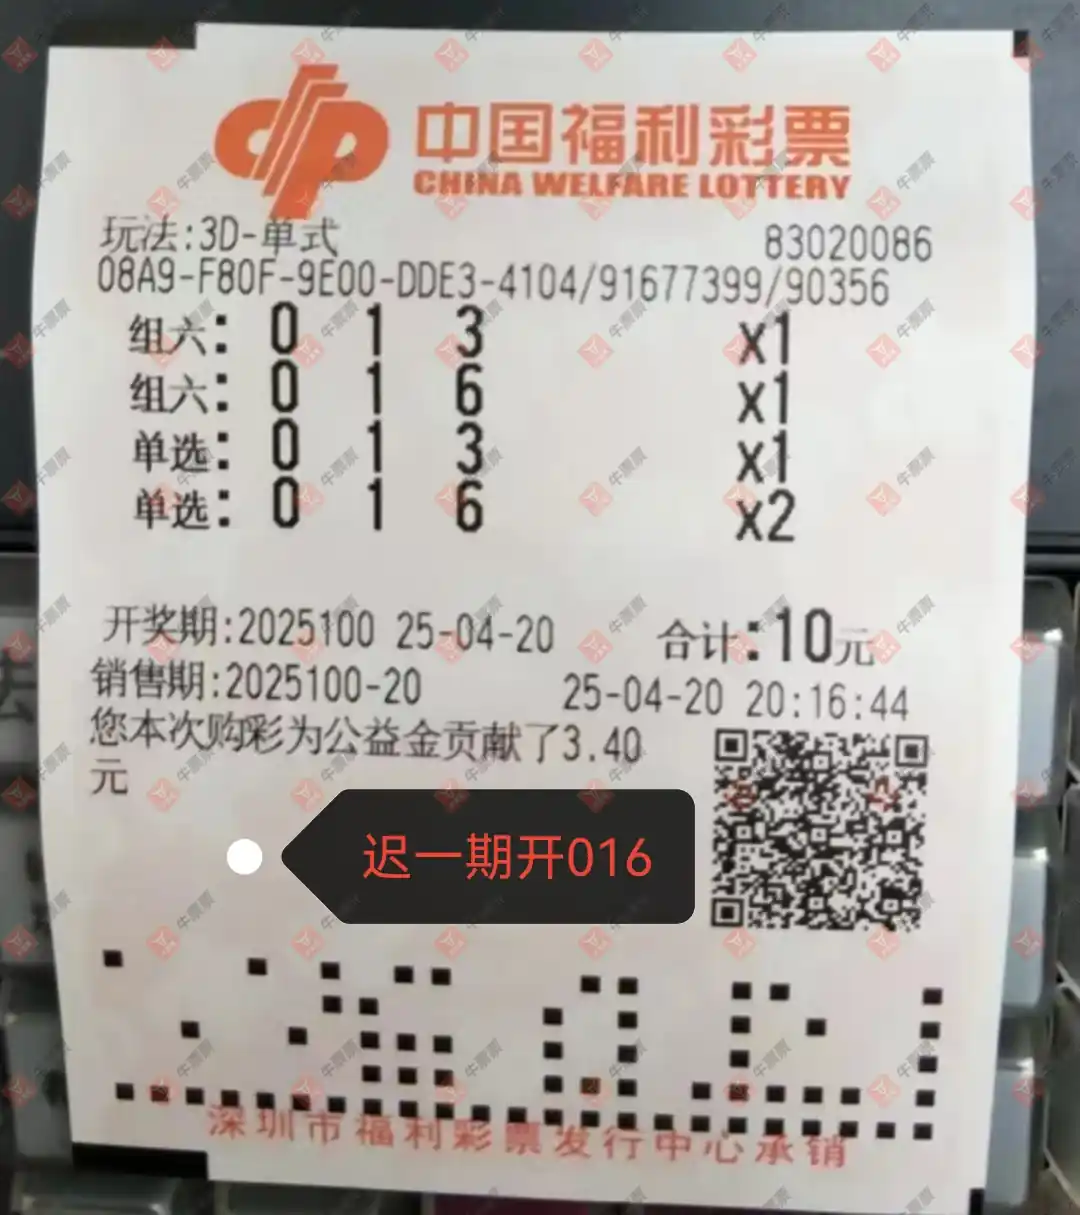 中国福利彩票
CHINA WELFARE LOTTERY
玩法:3D-单式 83020086
08A9-F80F-9E00-DDE3-4104/91677399/90356
组六: 0 1 3 x1
组六: 0 1 6 x1
单选: 0 1 3 x1
单选: 0 1 6 x2
开奖期:2025100 25-04-20 合计:10元
销售期:2025100-20 25-04-20 20:16:44
您本次购彩为公益金贡献了3.40
元
迟一期开016
深圳市福利彩票发行中心承销
牛票票